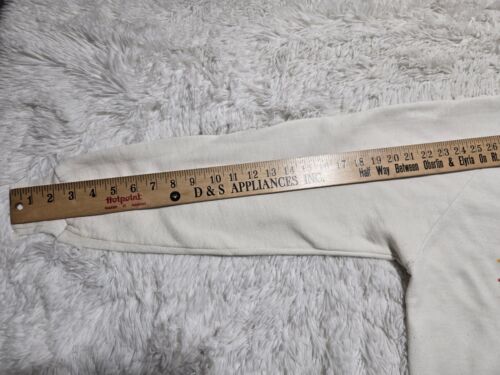 1 2 3 4 5 6 7 8 9 10 11 12 13 14 15 16 17 18 19 20 21 22 23 24 25 26
Hotpoint
D & S APPLIANCES INC.
Half Way Between Oberlin & Elyria On